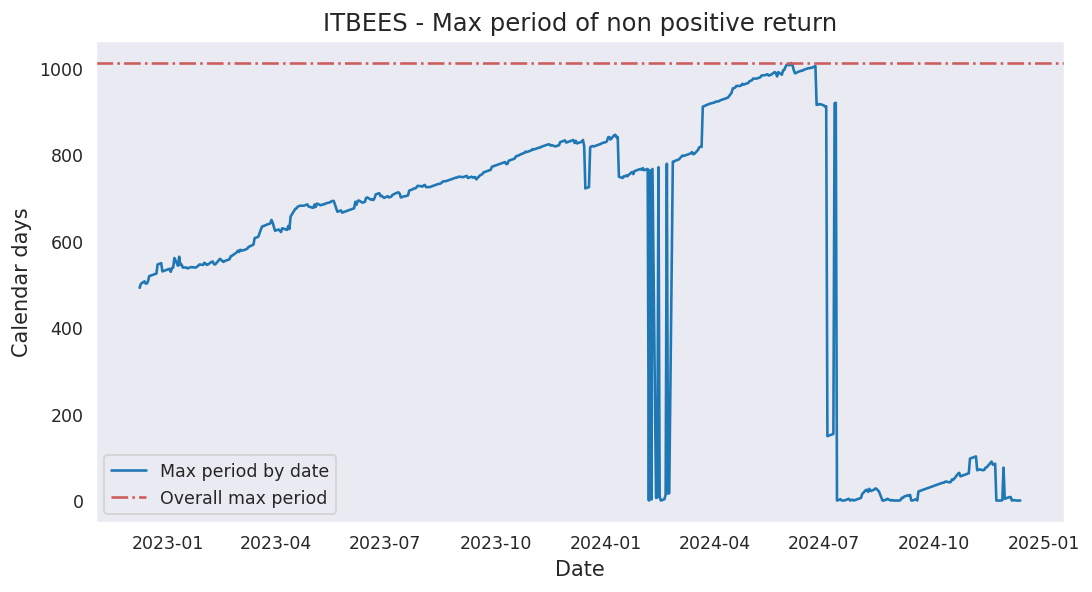 ITBEES - Max period of non positive return
Calendar days
1000
800
600
400
200
0
Max period by date
Overall max period
2023-01 2023-04 2023-07 2023-10 2024-01 2024-04 2024-07 2024-10 2025-01
Date